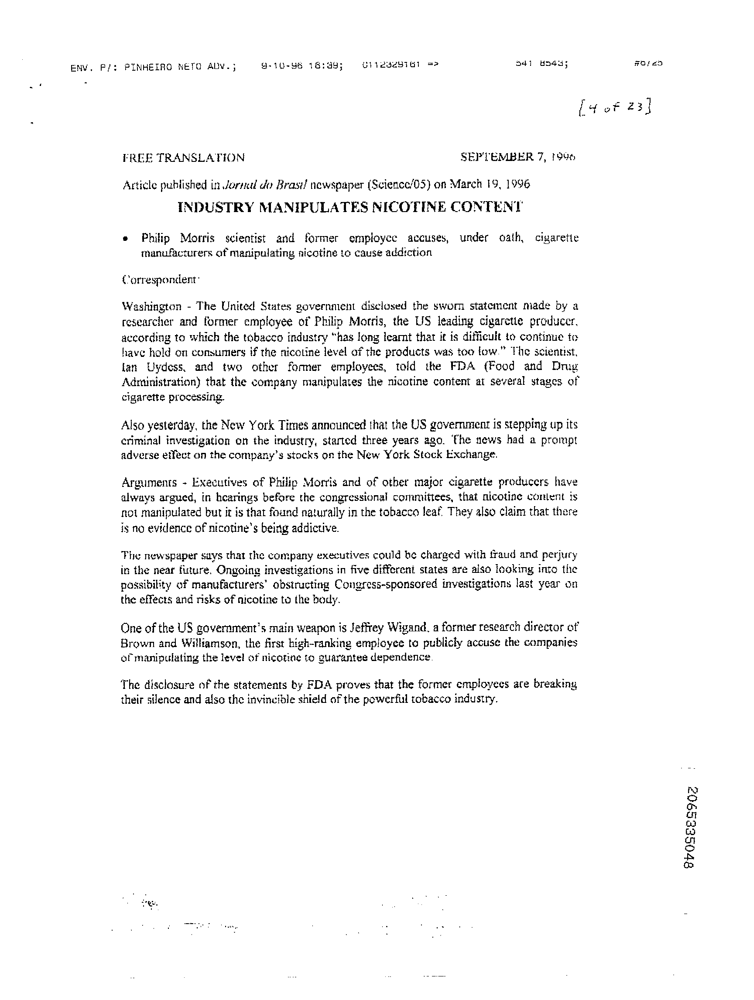 ENV. P/: PINHEIRO NETO ADV.; 9-10-96 18:39; 0112329161 => 541 8543; #6/25
[4 of 23]
FREE TRANSLATION SEPTEMBER 7, 1996
Article published in Jornal do Brasil newspaper (Science/05) on March 19, 1996
INDUSTRY MANIPULATES NICOTINE CONTENT
• Philip Morris scientist and former employee accuses, under oath, cigarette
manufacturers of manipulating nicotine to cause addiction
Correspondent
Washington - The United States government disclosed the sworn statement made by a
researcher and former employee of Philip Morris, the US leading cigarette producer,
according to which the tobacco industry "has long learnt that it is difficult to continue to
have hold on consumers if the nicotine level of the products was too low." The scientist,
Ian Uydess, and two other former employees, told the FDA (Food and Drug
Administration) that the company manipulates the nicotine content at several stages of
cigarette processing.
Also yesterday, the New York Times announced that the US government is stepping up its
criminal investigation on the industry, started three years ago. The news had a prompt
adverse effect on the company's stocks on the New York Stock Exchange.
Arguments - Executives of Philip Morris and of other major cigarette producers have
always argued, in hearings before the congressional committees, that nicotine content is
not manipulated but it is that found naturally in the tobacco leaf. They also claim that there
is no evidence of nicotine's being addictive.
The newspaper says that the company executives could be charged with fraud and perjury
in the near future. Ongoing investigations in five different states are also looking into the
possibility of manufacturers' obstructing Congress-sponsored investigations last year on
the effects and risks of nicotine to the body.
One of the US government's main weapon is Jeffrey Wigand, a former research director of
Brown and Williamson, the first high-ranking employee to publicly accuse the companies
of manipulating the level of nicotine to guarantee dependence.
The disclosure of the statements by FDA proves that the former employees are breaking
their silence and also the invincible shield of the powerful tobacco industry.
2065335048